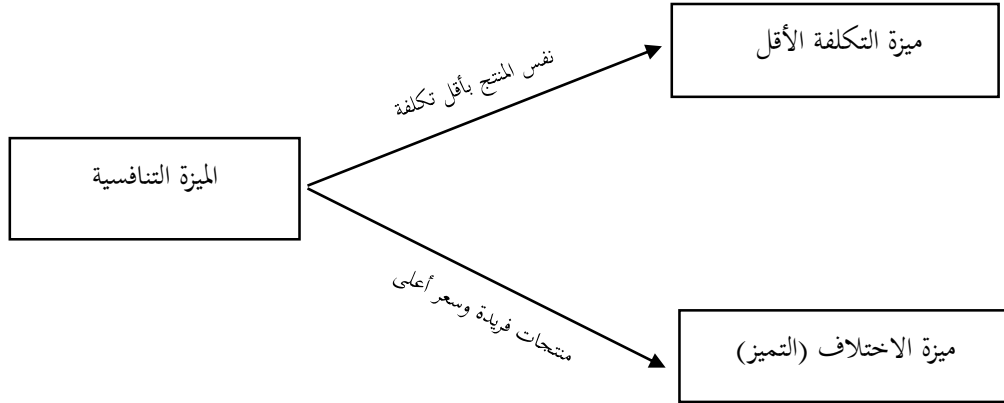 ميزة التكلفة الأقل
نفس المنتج بأقل تكلفة
الميزة التنافسية
منتجات فريدة وسعر أعلى
ميزة الاختلاف (التميز)